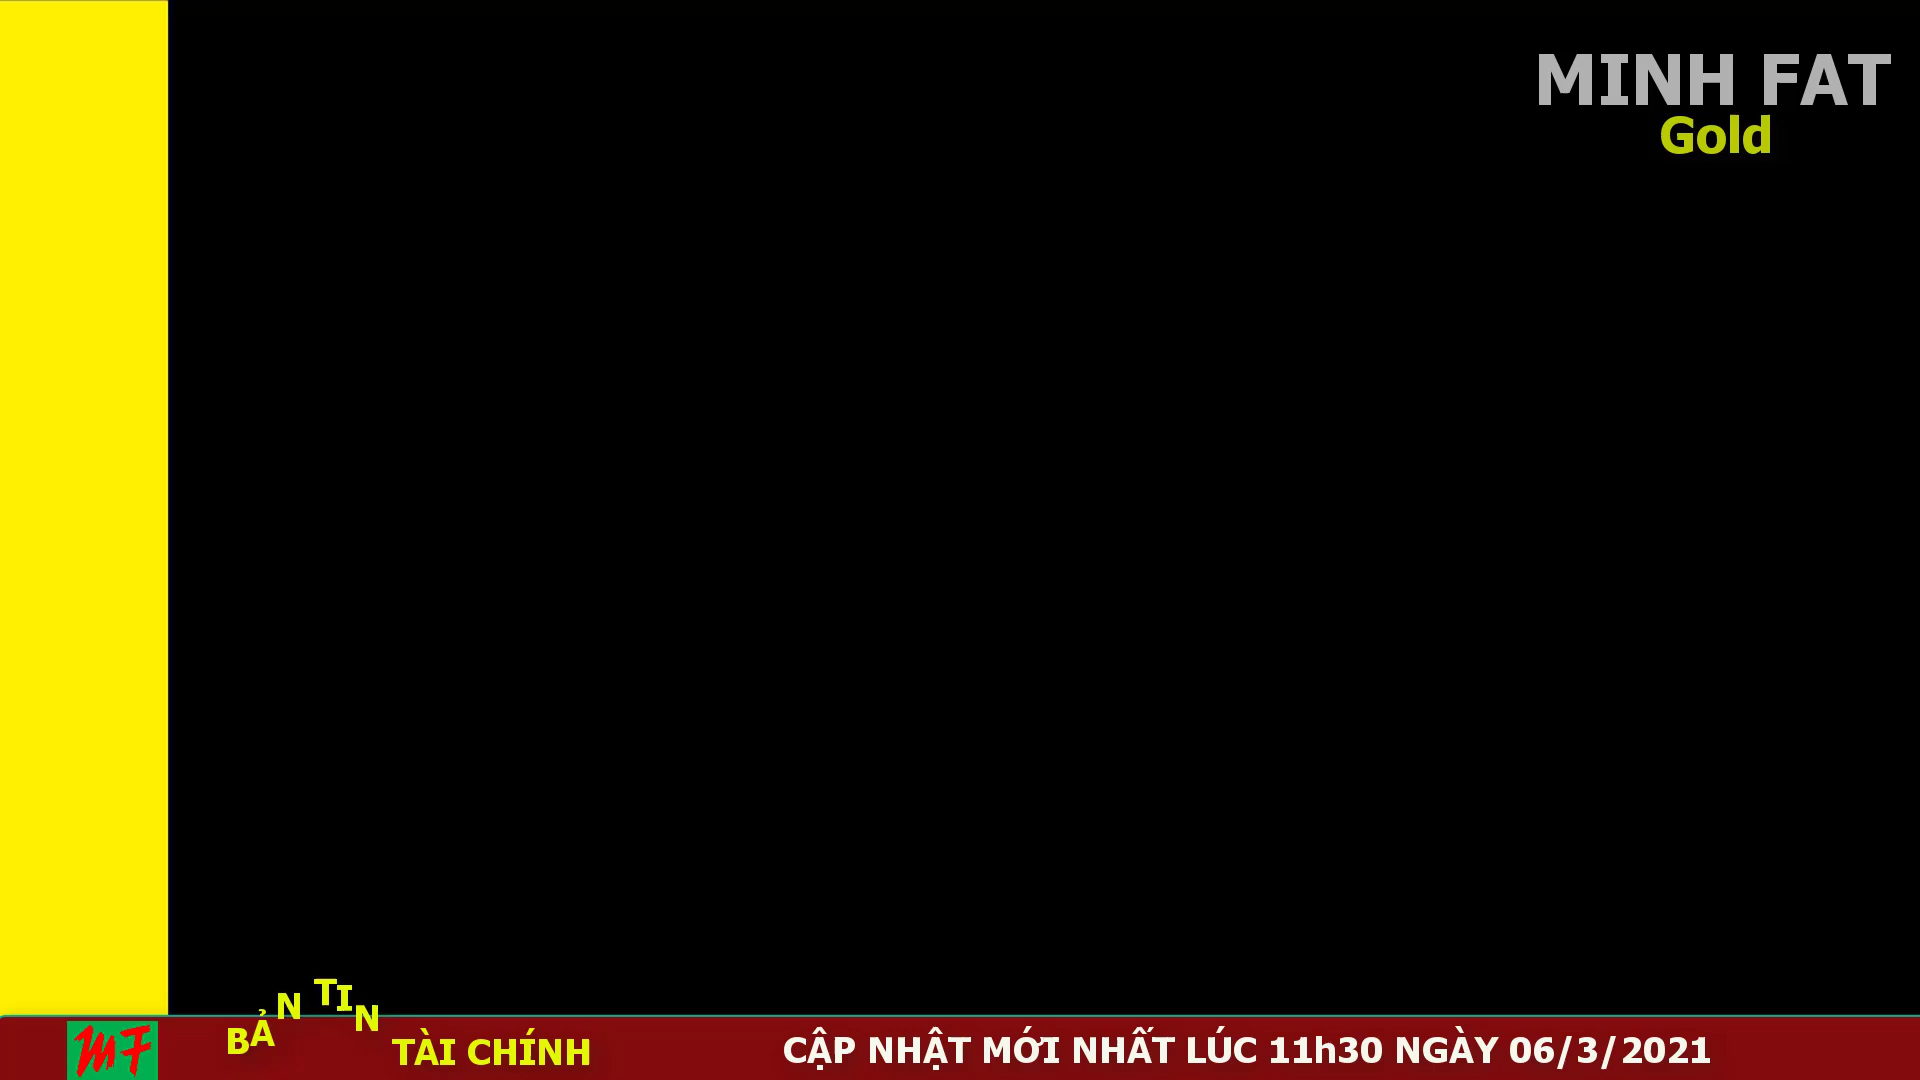 MINH FAT
Gold
BẢN TIN TÀI CHÍNH
CẬP NHẬT MỚI NHẤT LÚC 11h30 NGÀY 06/3/2021
MF